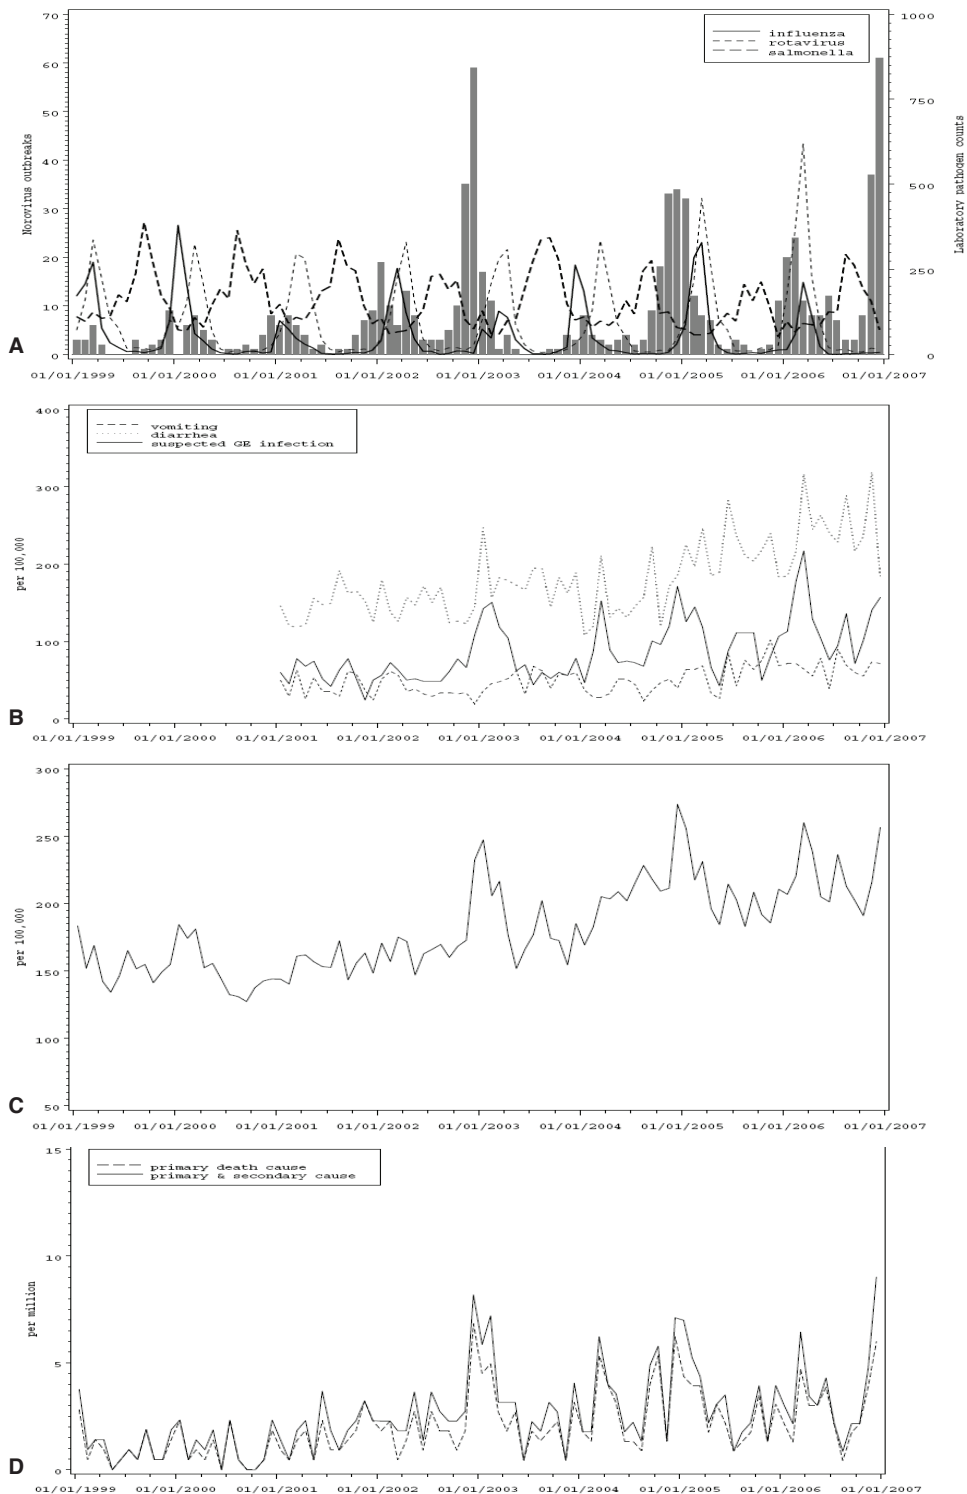 70
60
50
40
30
20
10
0
Norovirus outbreaks
1000
750
500
250
0
Laboratory pathogen counts
influenza
rotavirus
salmonella
A
01/01/1999 01/01/2000 01/01/2001 01/01/2002 01/01/2003 01/01/2004 01/01/2005 01/01/2006 01/01/2007
400
300
200
100
0
per 100,000
vomiting
diarrhea
suspected GE infection
B
01/01/1999 01/01/2000 01/01/2001 01/01/2002 01/01/2003 01/01/2004 01/01/2005 01/01/2006 01/01/2007
300
250
200
150
100
50
per 100,000
C
01/01/1999 01/01/2000 01/01/2001 01/01/2002 01/01/2003 01/01/2004 01/01/2005 01/01/2006 01/01/2007
15
10
5
0
per million
primary death cause
primary & secondary cause
D
01/01/1999 01/01/2000 01/01/2001 01/01/2002 01/01/2003 01/01/2004 01/01/2005 01/01/2006 01/01/2007